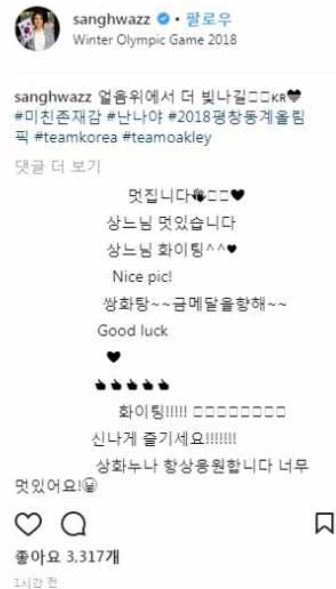 sanghwazz • 팔로우
Winter Olympic Game 2018
sanghwazz 얼음위에서 더 빛나길□□KR🖤
#미친존재감 #난나야 #2018평창동계올림
픽 #teamkorea #teamoakley
댓글 더 보기
멋집니다👏□□🖤
상느님 멋있습니다
상느님 화이팅^^♥
Nice pic!
쌍화탕~~금메달을향해~~
Good luck
♥
👍👍👍👍👍
화이팅!!!!! □□□□□□□□
신나게 즐기세요!!!!!!!
상화누나 항상응원합니다 너무
멋있어요!😀
좋아요 3,317개
1시간 전